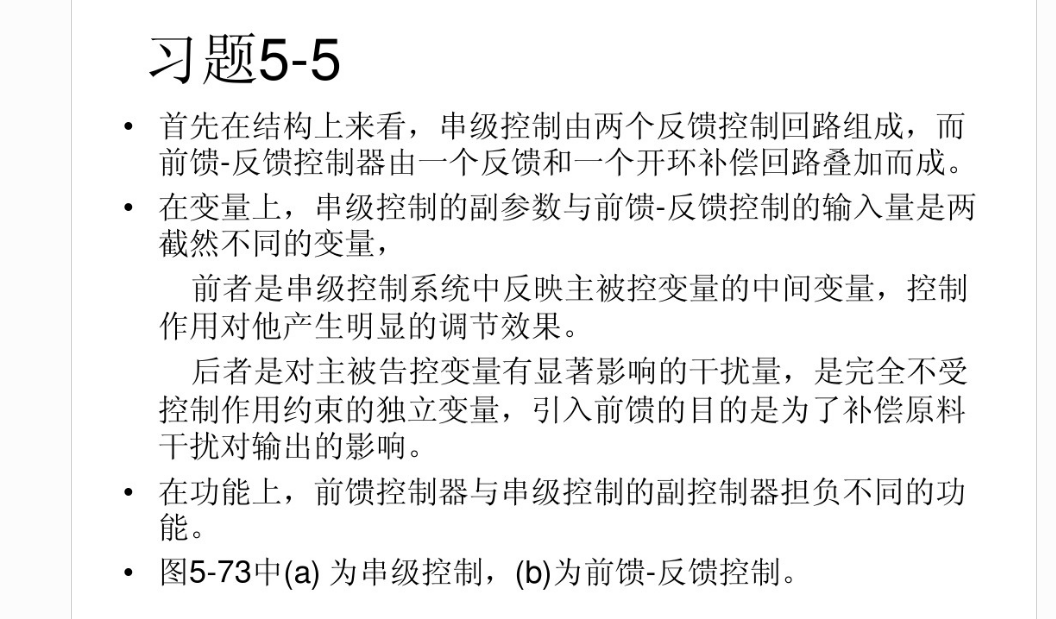 习题5-5
• 首先在结构上来看，串级控制由两个反馈控制回路组成，而
前馈-反馈控制器由一个反馈和一个开环补偿回路叠加而成。
• 在变量上，串级控制的副参数与前馈-反馈控制的输入量是两
截然不同的变量，
前者是串级控制系统中反映主被控变量的中间变量，控制
作用对他产生明显的调节效果。
后者是对主被告控变量有显著影响的干扰量，是完全不受
控制作用约束的独立变量，引入前馈的目的是为了补偿原料
干扰对输出的影响。
• 在功能上，前馈控制器与串级控制的副控制器担负不同的功
能。
• 图5-73中(a) 为串级控制，(b)为前馈-反馈控制。